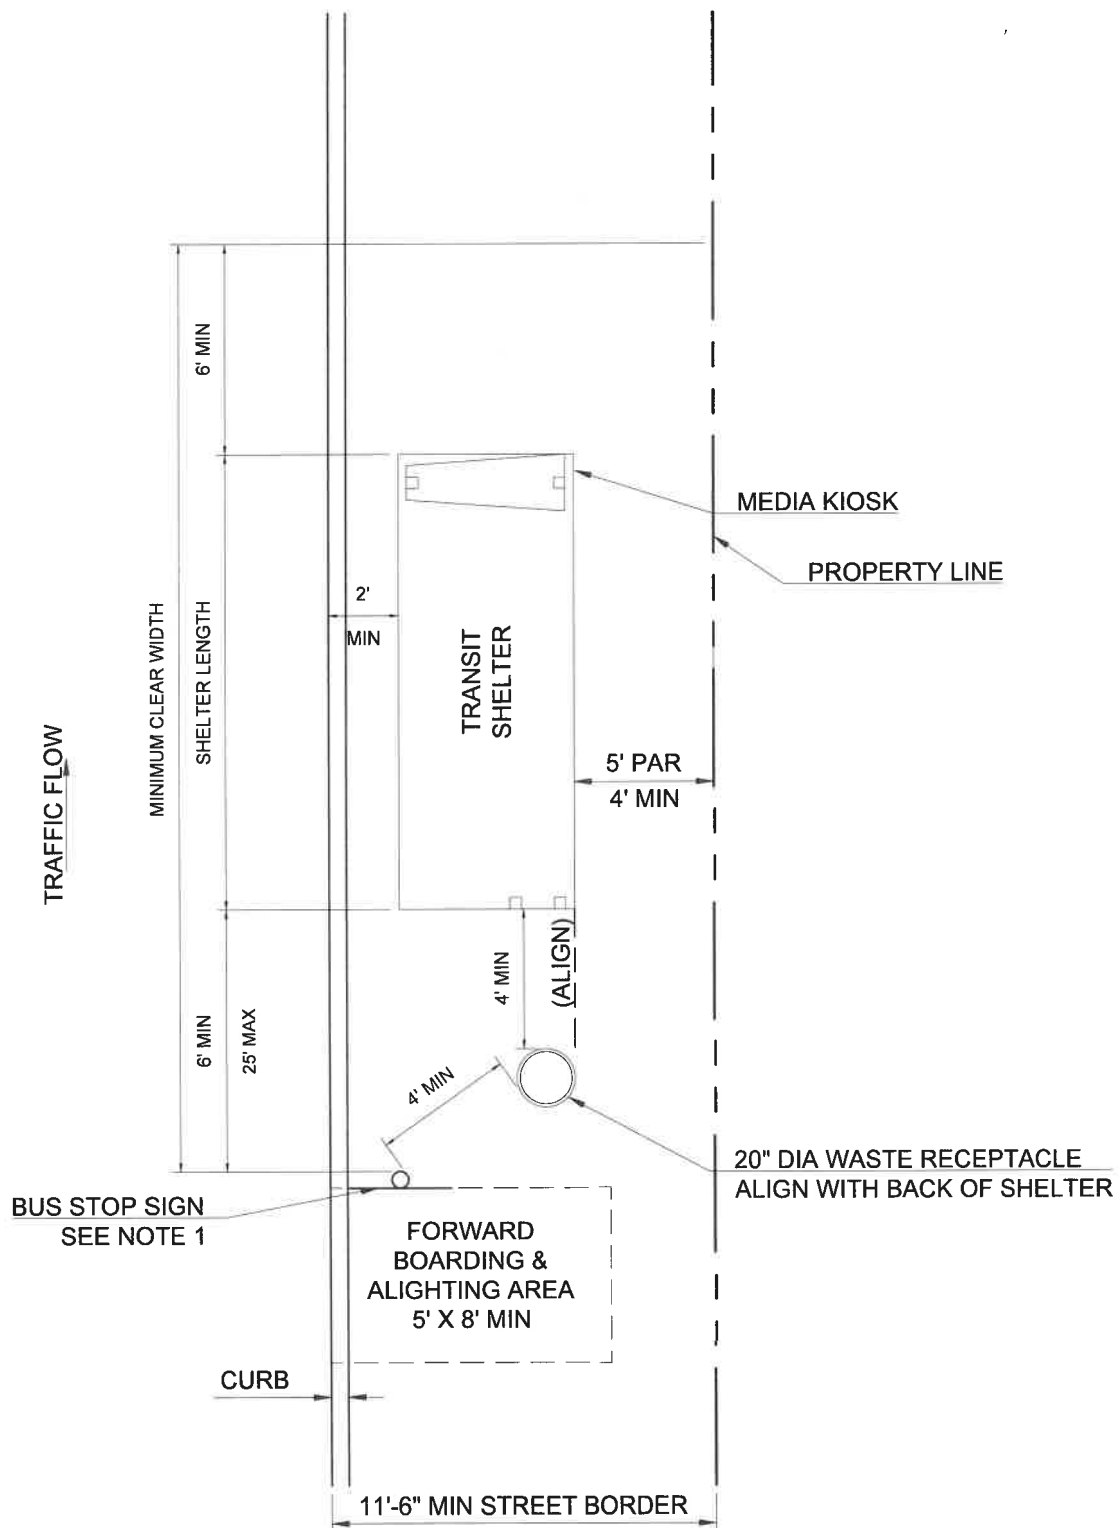 6' MIN
MEDIA KIOSK
PROPERTY LINE
2'
MIN
MINIMUM CLEAR WIDTH
SHELTER LENGTH
TRANSIT
SHELTER
TRAFFIC FLOW
5' PAR
4' MIN
4' MIN
(ALIGN)
6' MIN
25' MAX
4' MIN
20" DIA WASTE RECEPTACLE
ALIGN WITH BACK OF SHELTER
BUS STOP SIGN
SEE NOTE 1
FORWARD
BOARDING &
ALIGHTING AREA
5' X 8' MIN
CURB
11'-6" MIN STREET BORDER